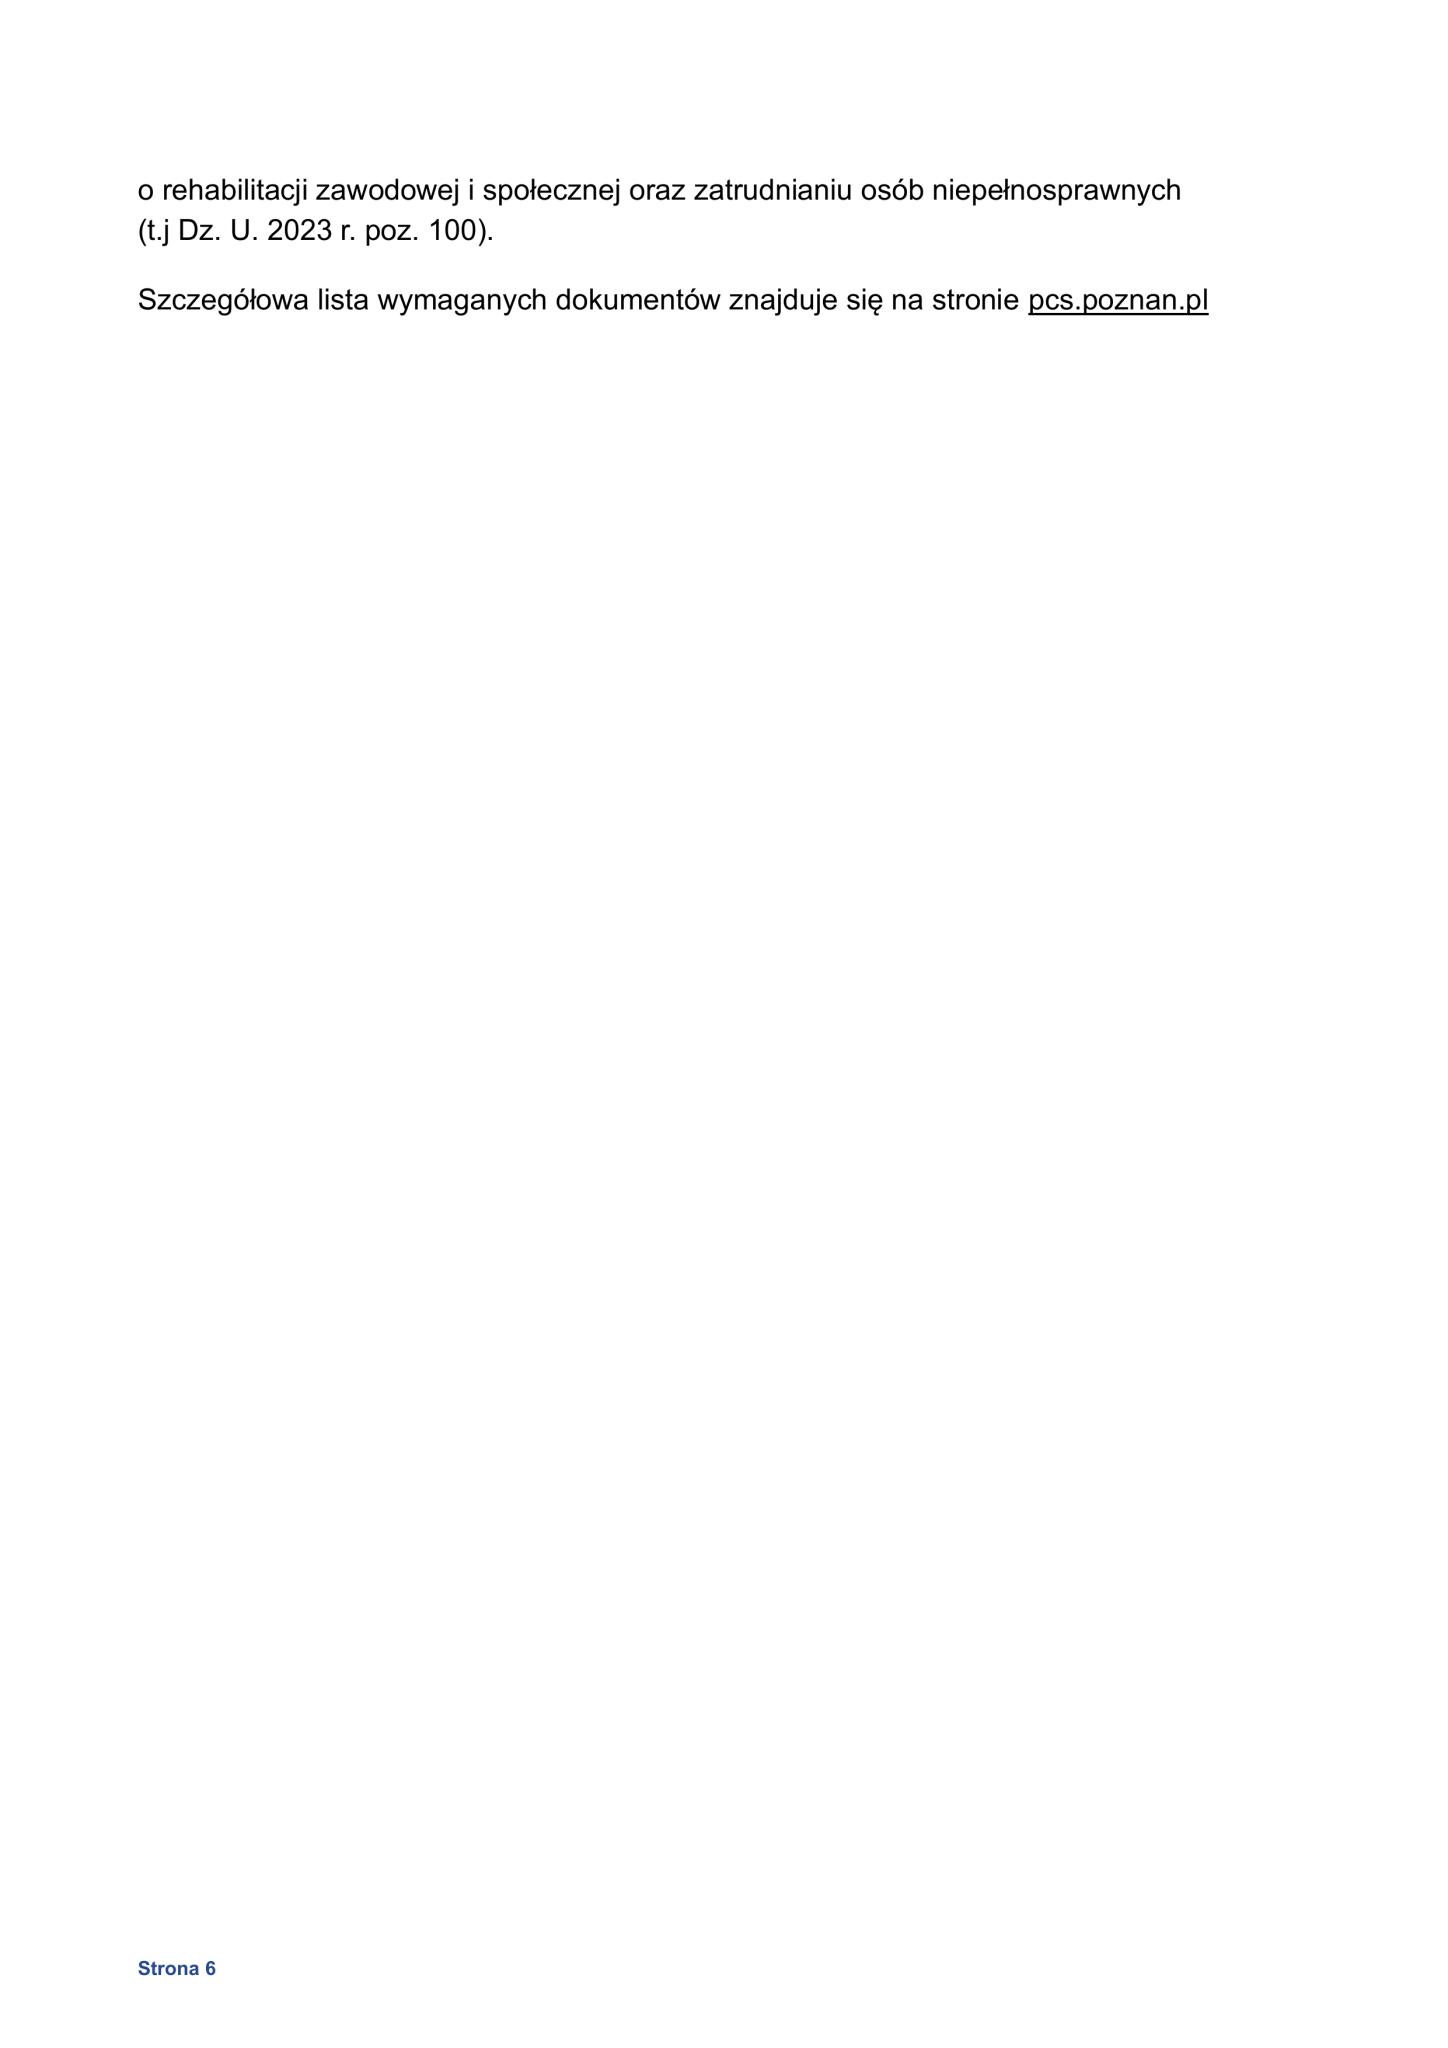 o rehabilitacji zawodowej i społecznej oraz zatrudnianiu osób niepełnosprawnych
(t.j Dz. U. 2023 r. poz. 100).
Szczegółowa lista wymaganych dokumentów znajduje się na stronie pcs.poznan.pl
Strona 6